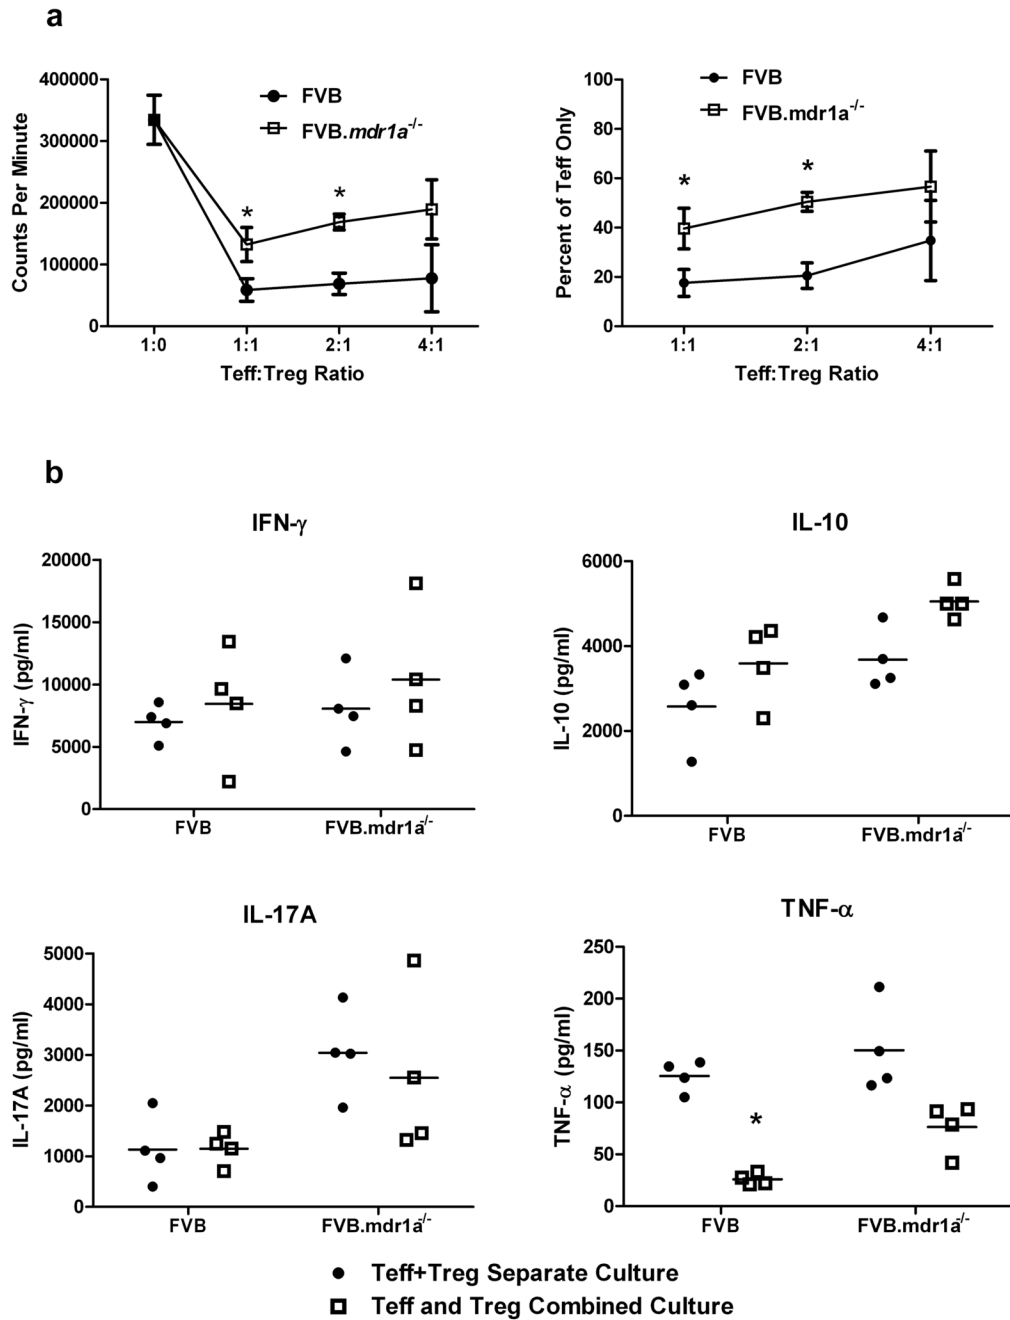 a
400000
300000
200000
100000
0
Counts Per Minute
FVB
FVB.mdr1a-/-
*
*
1:0 1:1 2:1 4:1
Teff:Treg Ratio
100
80
60
40
20
0
Percent of Teff Only
FVB
FVB.mdr1a-/-
*
*
1:1 2:1 4:1
Teff:Treg Ratio
b
IFN-γ
20000
15000
10000
5000
0
IFN-γ (pg/ml)
FVB FVB.mdr1a-/-
IL-10
6000
4000
2000
0
IL-10 (pg/ml)
FVB FVB.mdr1a-/-
IL-17A
5000
4000
3000
2000
1000
0
IL-17A (pg/ml)
FVB FVB.mdr1a-/-
TNF-α
250
200
150
100
50
0
TNF-α (pg/ml)
*
FVB FVB.mdr1a-/-
Teff+Treg Separate Culture
Teff and Treg Combined Culture